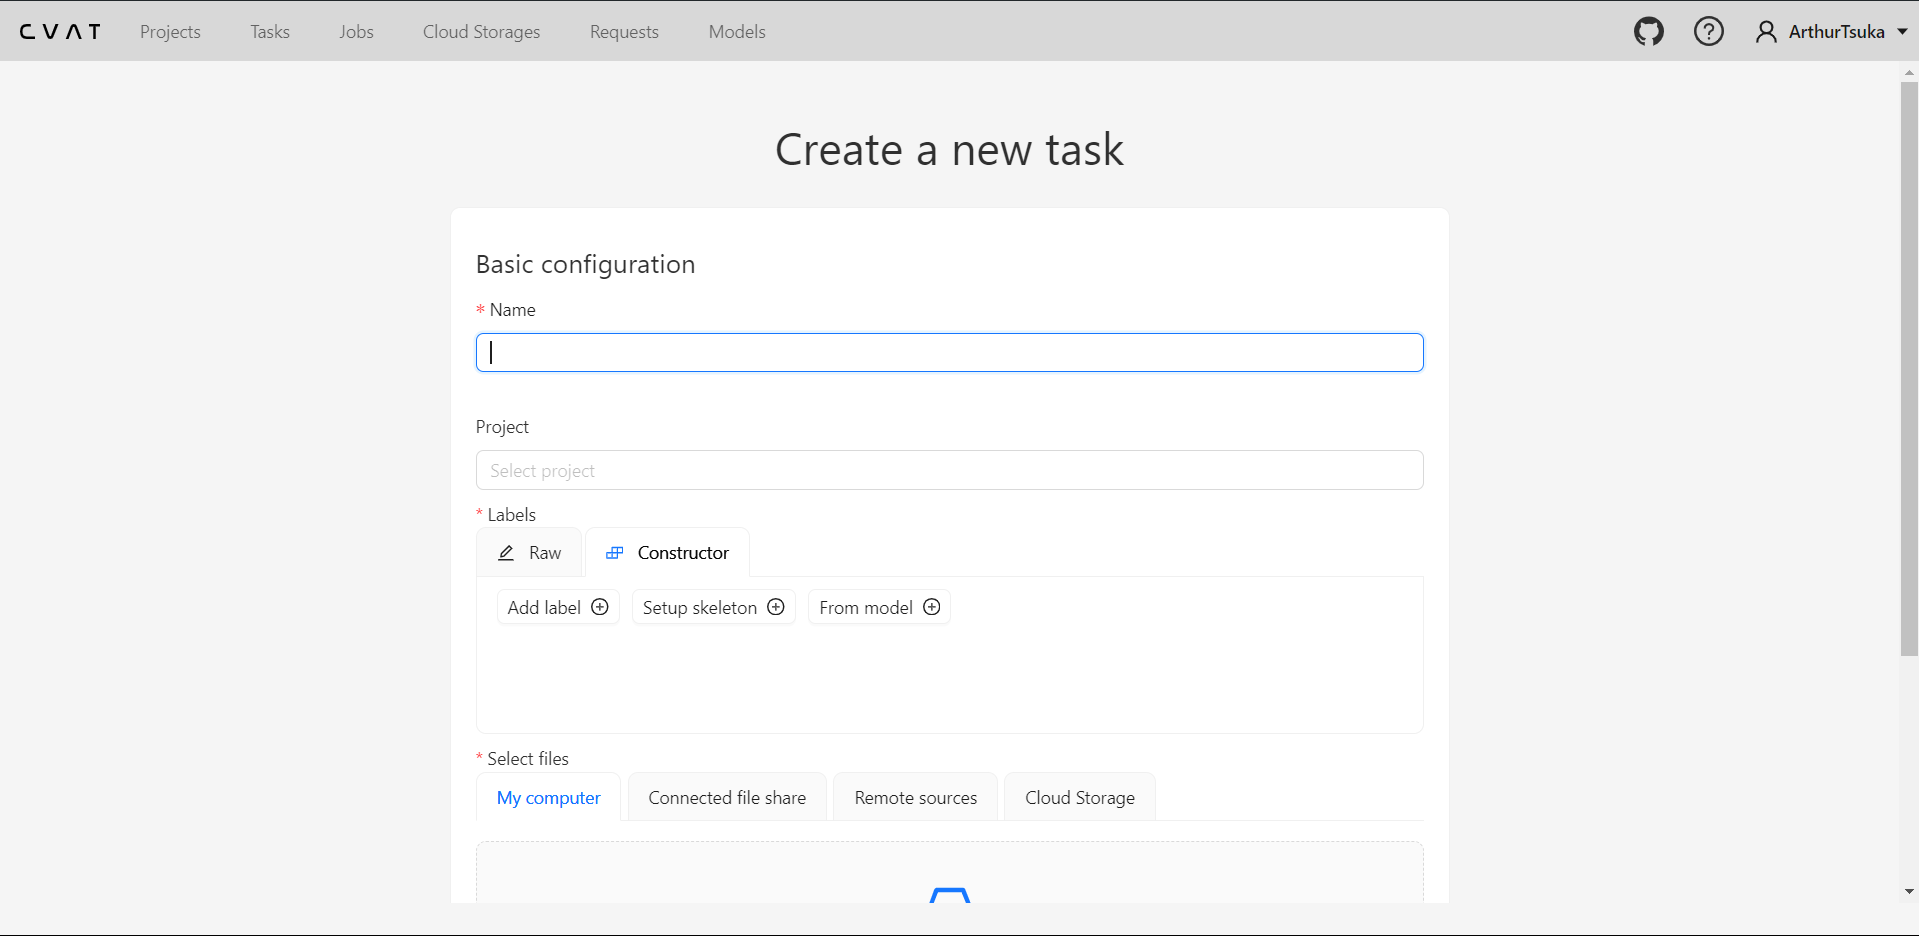 CVAT Projects Tasks Jobs Cloud Storages Requests Models ArthurTsuka
Create a new task
Basic configuration
* Name
Project
Select project
* Labels
Raw Constructor
Add label Setup skeleton From model
* Select files
My computer Connected file share Remote sources Cloud Storage